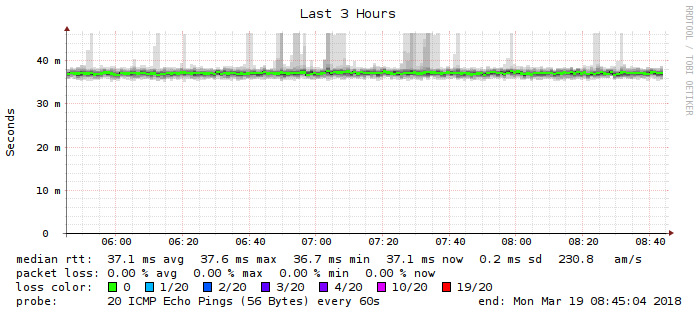 Last 3 Hours
RRDTOOL / TOBI OETIKER
Seconds
40 m
30 m
20 m
10 m
0
06:00 06:20 06:40 07:00 07:20 07:40 08:00 08:20 08:40
median rtt: 37.1 ms avg 37.6 ms max 36.7 ms min 37.1 ms now 0.2 ms sd 230.8 am/s
packet loss: 0.00 % avg 0.00 % max 0.00 % min 0.00 % now
loss color: 0 1/20 2/20 3/20 4/20 10/20 19/20
probe: 20 ICMP Echo Pings (56 Bytes) every 60s end: Mon Mar 19 08:45:04 2018